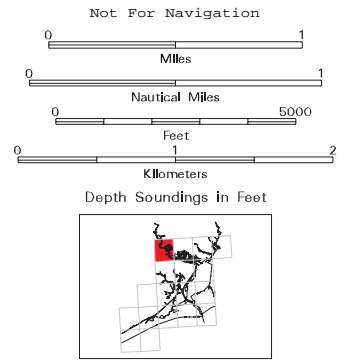 Not For Navigation
0 1
Miles
0 1
Nautical Miles
0 5000
Feet
0 1 2
Kilometers
Depth Soundings in Feet